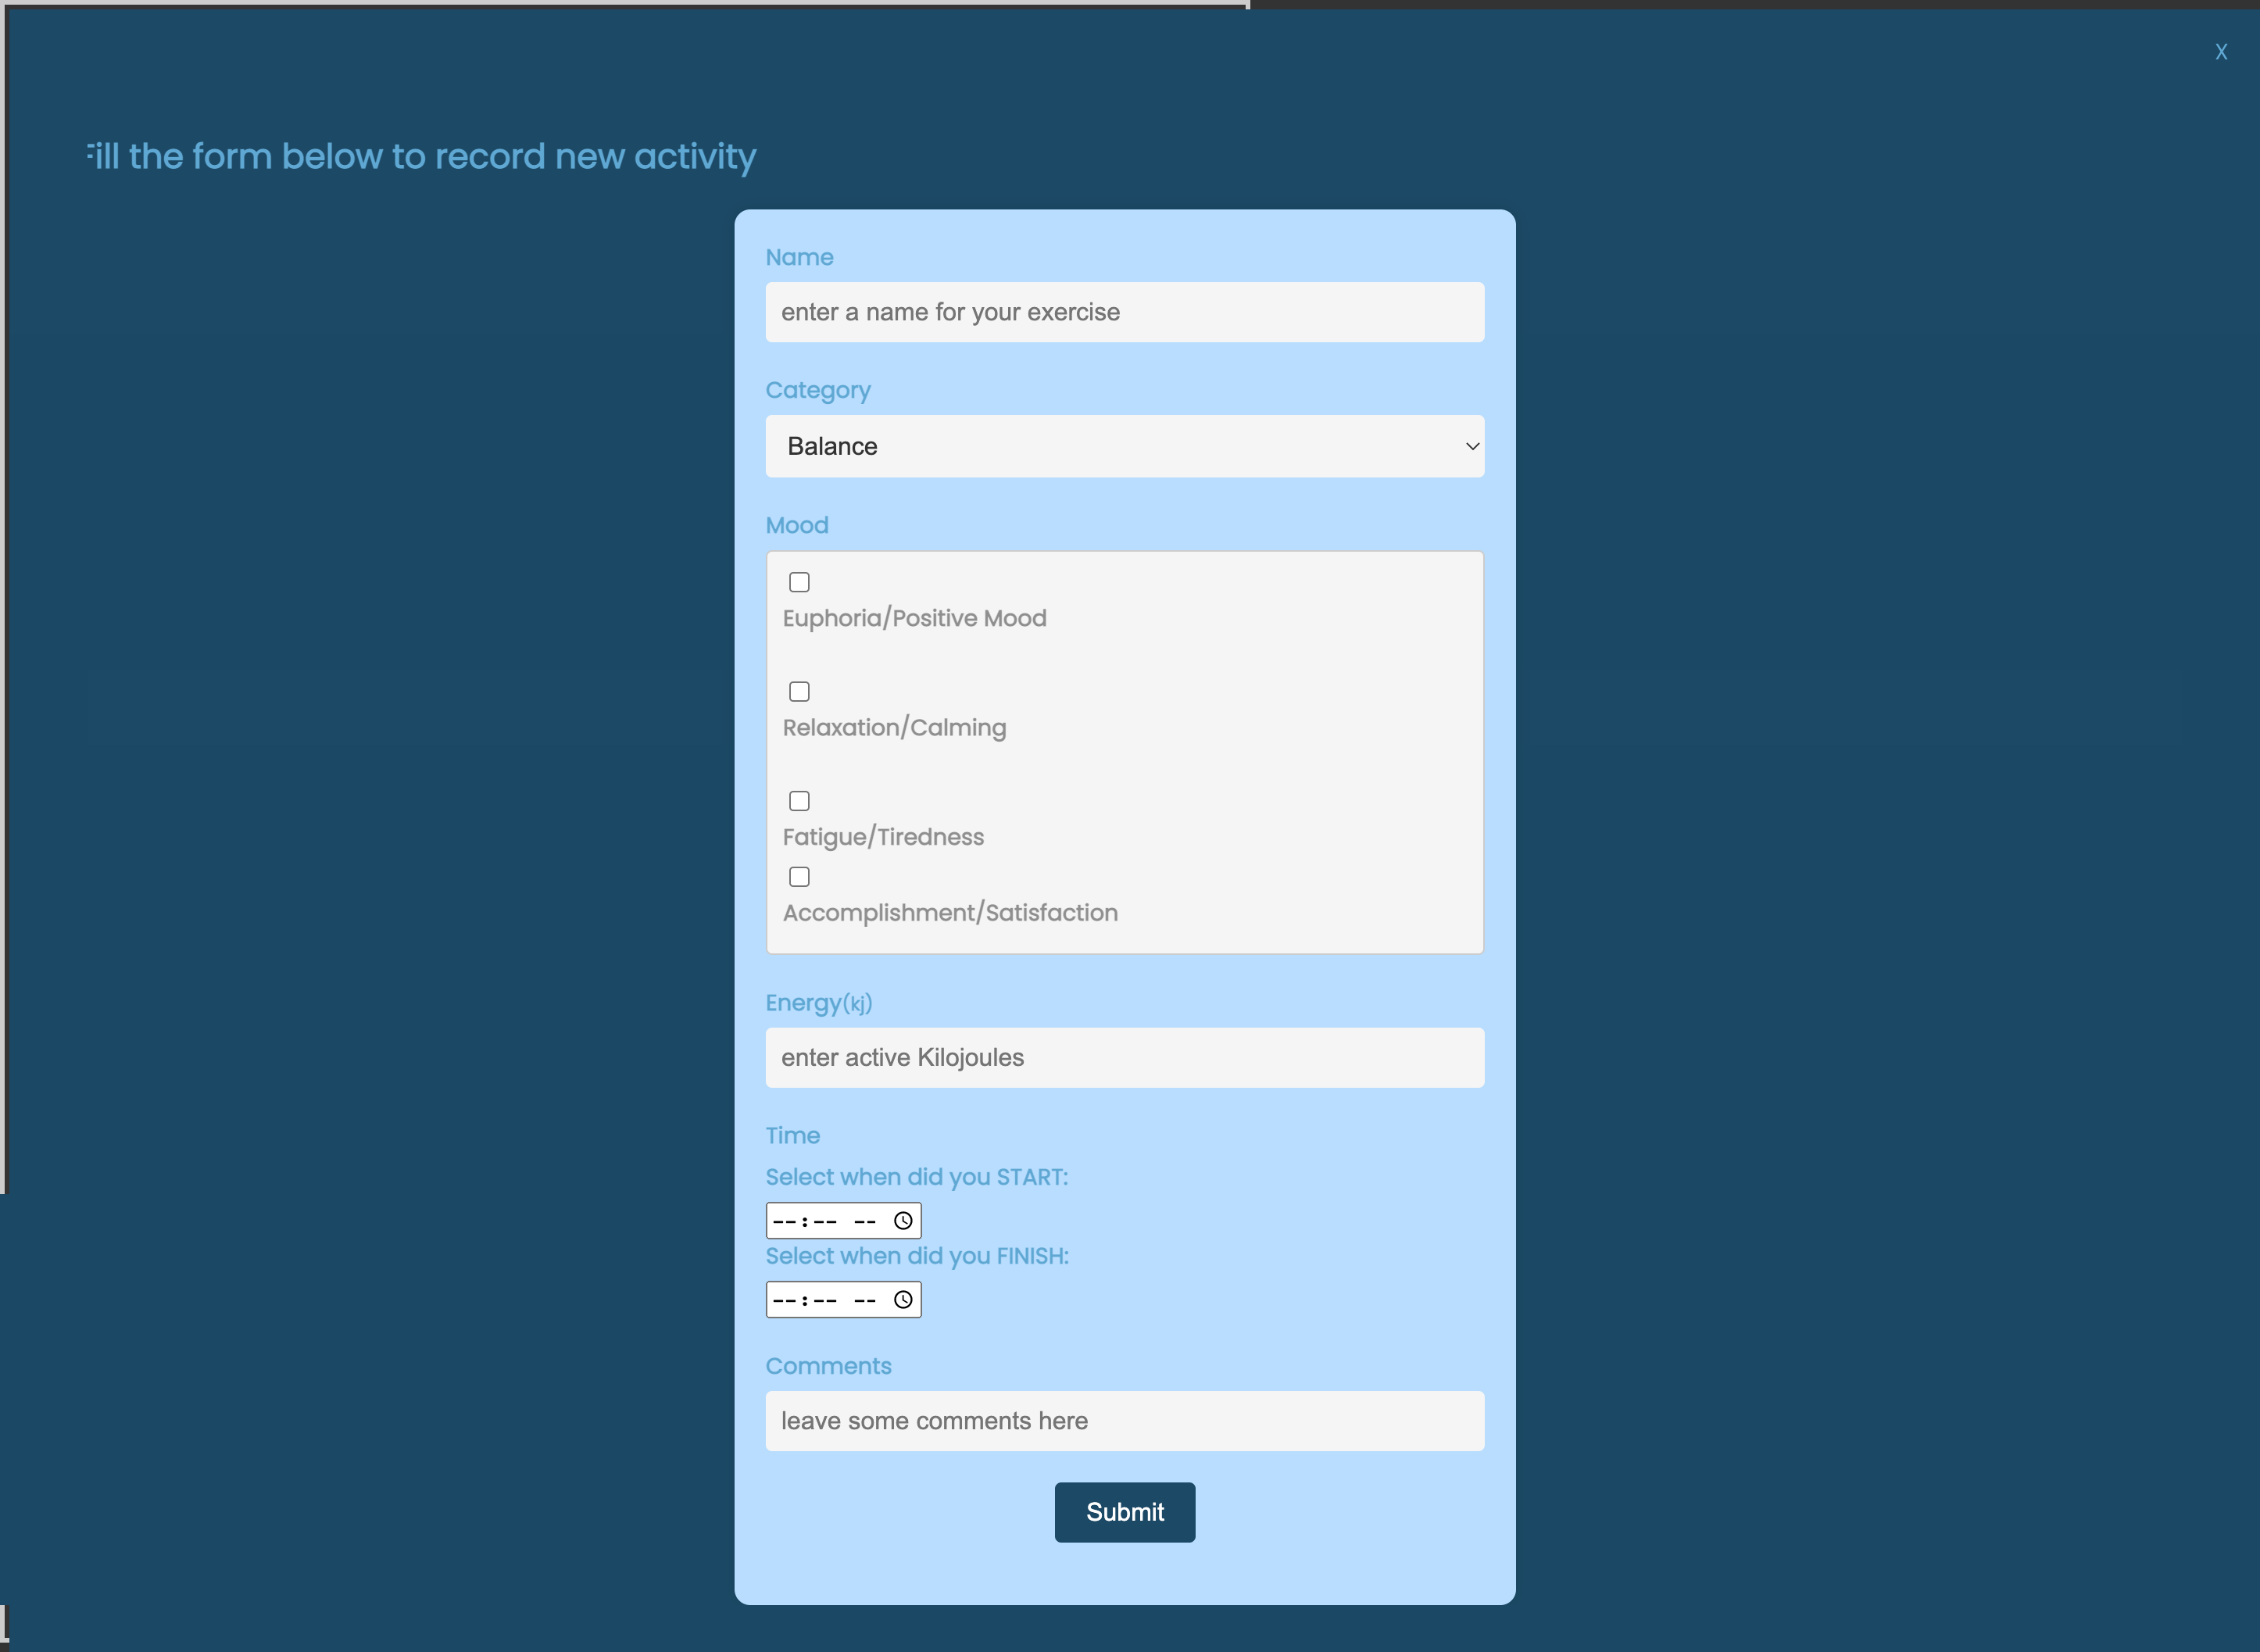 X
Fill the form below to record new activity
Name
enter a name for your exercise
Category
Balance
Mood
Euphoria/Positive Mood
Relaxation/Calming
Fatigue/Tiredness
Accomplishment/Satisfaction
Energy(kj)
enter active Kilojoules
Time
Select when did you START:
--:-- --
Select when did you FINISH:
--:-- --
Comments
leave some comments here
Submit